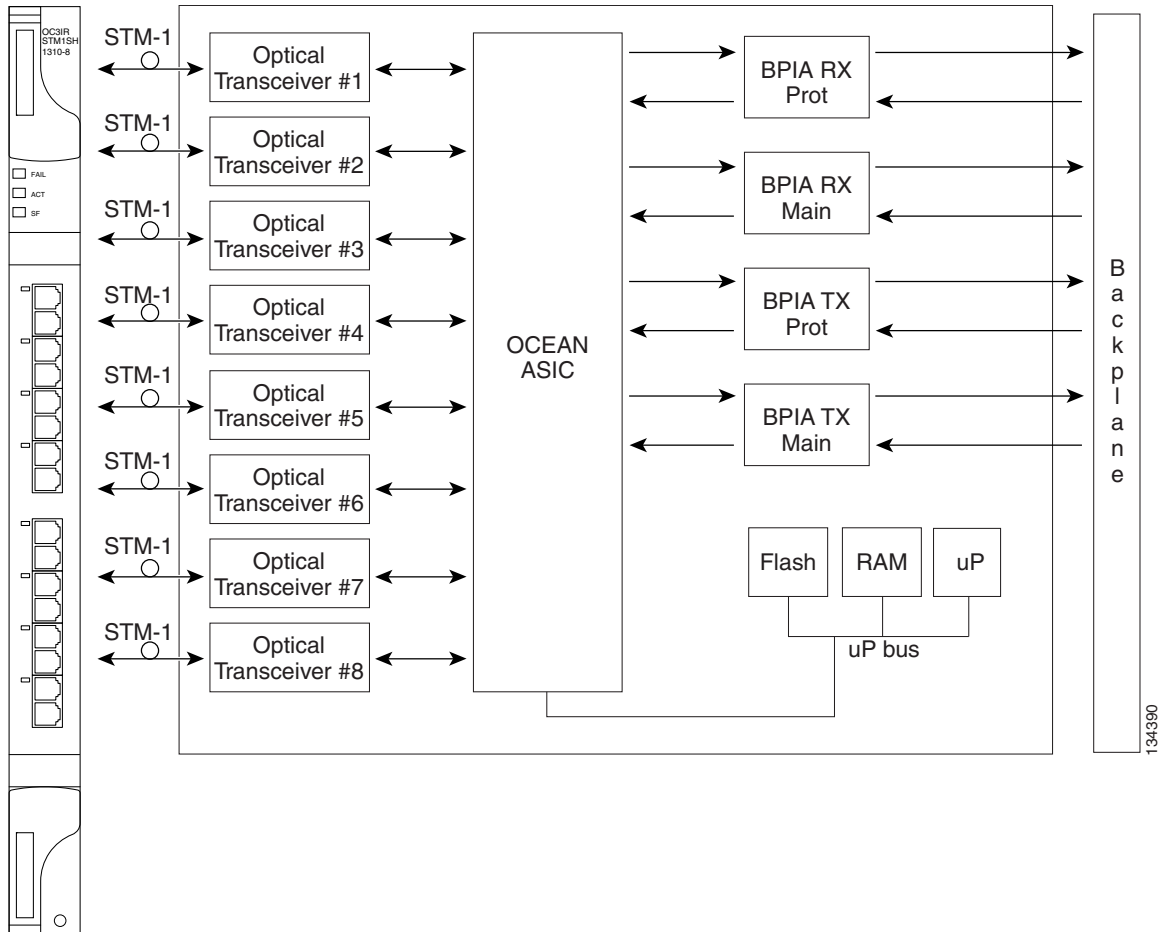 OC3IR
STM1SH
1310-8
FAIL
ACT
SF
STM-1
Optical
Transceiver #1
STM-1
Optical
Transceiver #2
STM-1
Optical
Transceiver #3
STM-1
Optical
Transceiver #4
STM-1
Optical
Transceiver #5
STM-1
Optical
Transceiver #6
STM-1
Optical
Transceiver #7
STM-1
Optical
Transceiver #8
OCEAN
ASIC
BPIA RX
Prot
BPIA RX
Main
BPIA TX
Prot
BPIA TX
Main
Flash
RAM
uP
uP bus
Backplane
134390